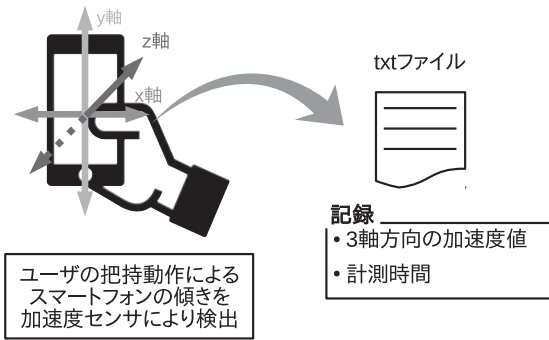 y軸
z軸
x軸
txtファイル
記録
・3軸方向の加速度値
・計測時間
ユーザの把持動作による
スマートフォンの傾きを
加速度センサにより検出